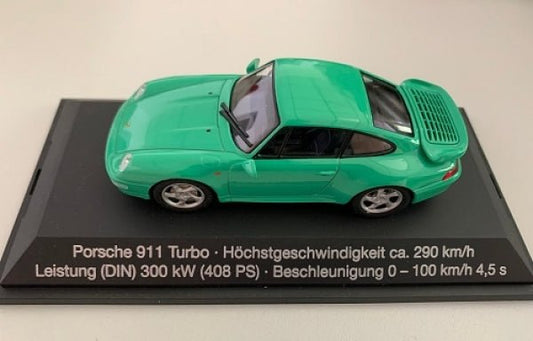 Porsche 911 Turbo · Höchstgeschwindigkeit ca. 290 km/h
Leistung (DIN) 300 kW (408 PS) · Beschleunigung 0 – 100 km/h 4,5 s